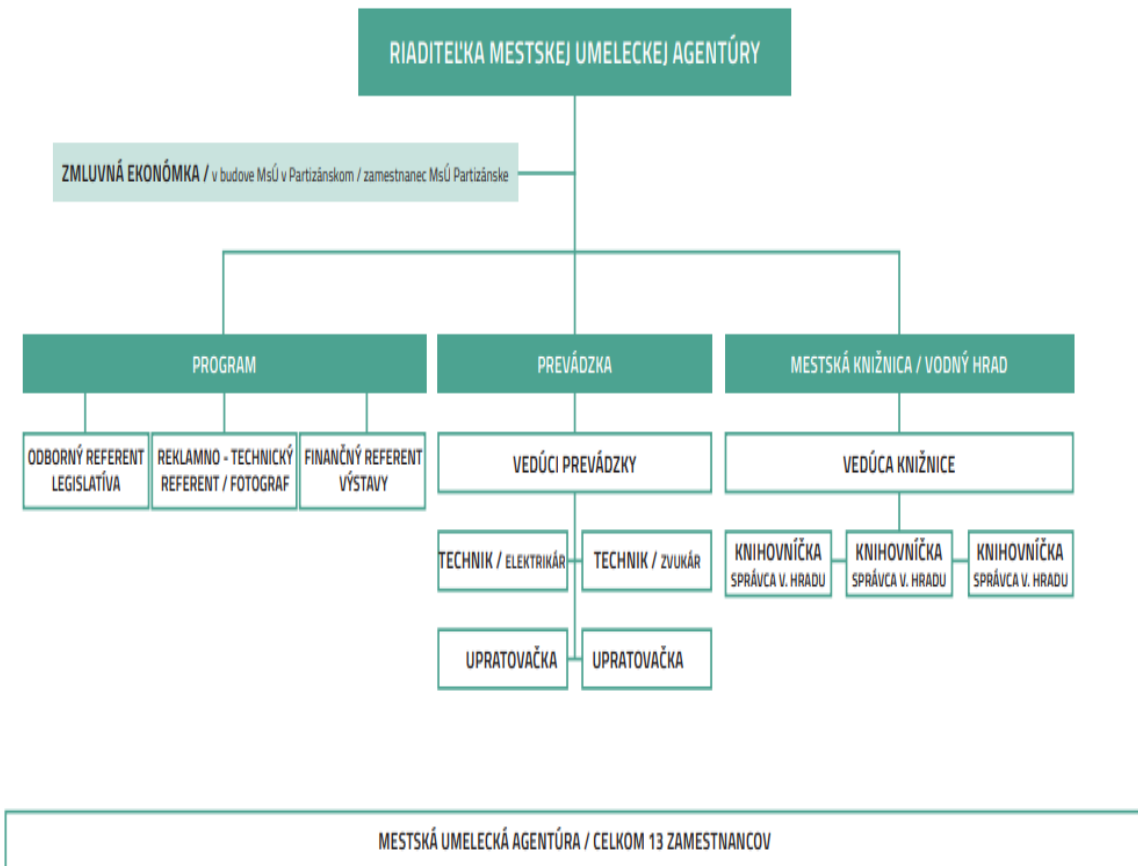 RIADITEĽKA MESTSKEJ UMELECKEJ AGENTÚRY
ZMLUVNÁ EKONÓMKA / v budove MsÚ v Partizánskom / zamestnanec MsÚ Partizánske
PROGRAM
ODBORNÝ REFERENT
LEGISLATÍVA
REKLAMNO - TECHNICKÝ
REFERENT / FOTOGRAF
FINANČNÝ REFERENT
VÝSTAVY
PREVÁDZKA
VEDÚCI PREVÁDZKY
TECHNIK / ELEKTRIKÁR
TECHNIK / ZVUKÁR
UPRATOVAČKA
UPRATOVAČKA
MESTSKÁ KNIŽNICA / VODNÝ HRAD
VEDÚCA KNIŽNICE
KNIHOVNÍČKA
SPRÁVCA V. HRADU
KNIHOVNÍČKA
SPRÁVCA V. HRADU
KNIHOVNÍČKA
SPRÁVCA V. HRADU
MESTSKÁ UMELECKÁ AGENTÚRA / CELKOM 13 ZAMESTNANCOV